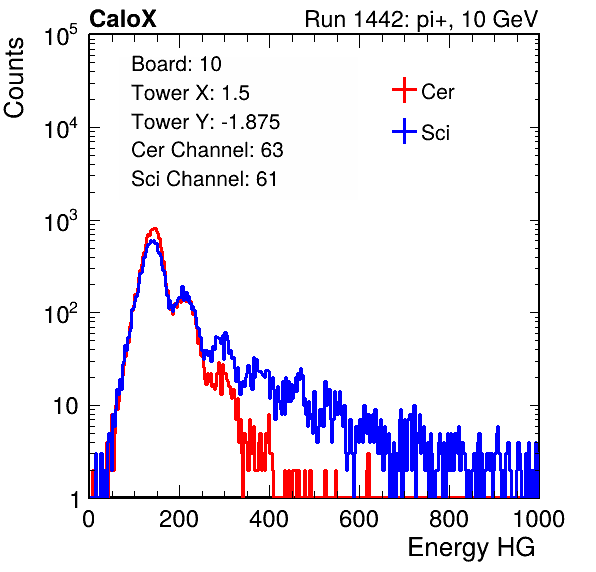 CaloX Run 1442: pi+, 10 GeV
Counts
10^5
10^4
10^3
10^2
10
1
Board: 10
Tower X: 1.5
Tower Y: -1.875
Cer Channel: 63
Sci Channel: 61
Cer
Sci
0 200 400 600 800 1000
Energy HG